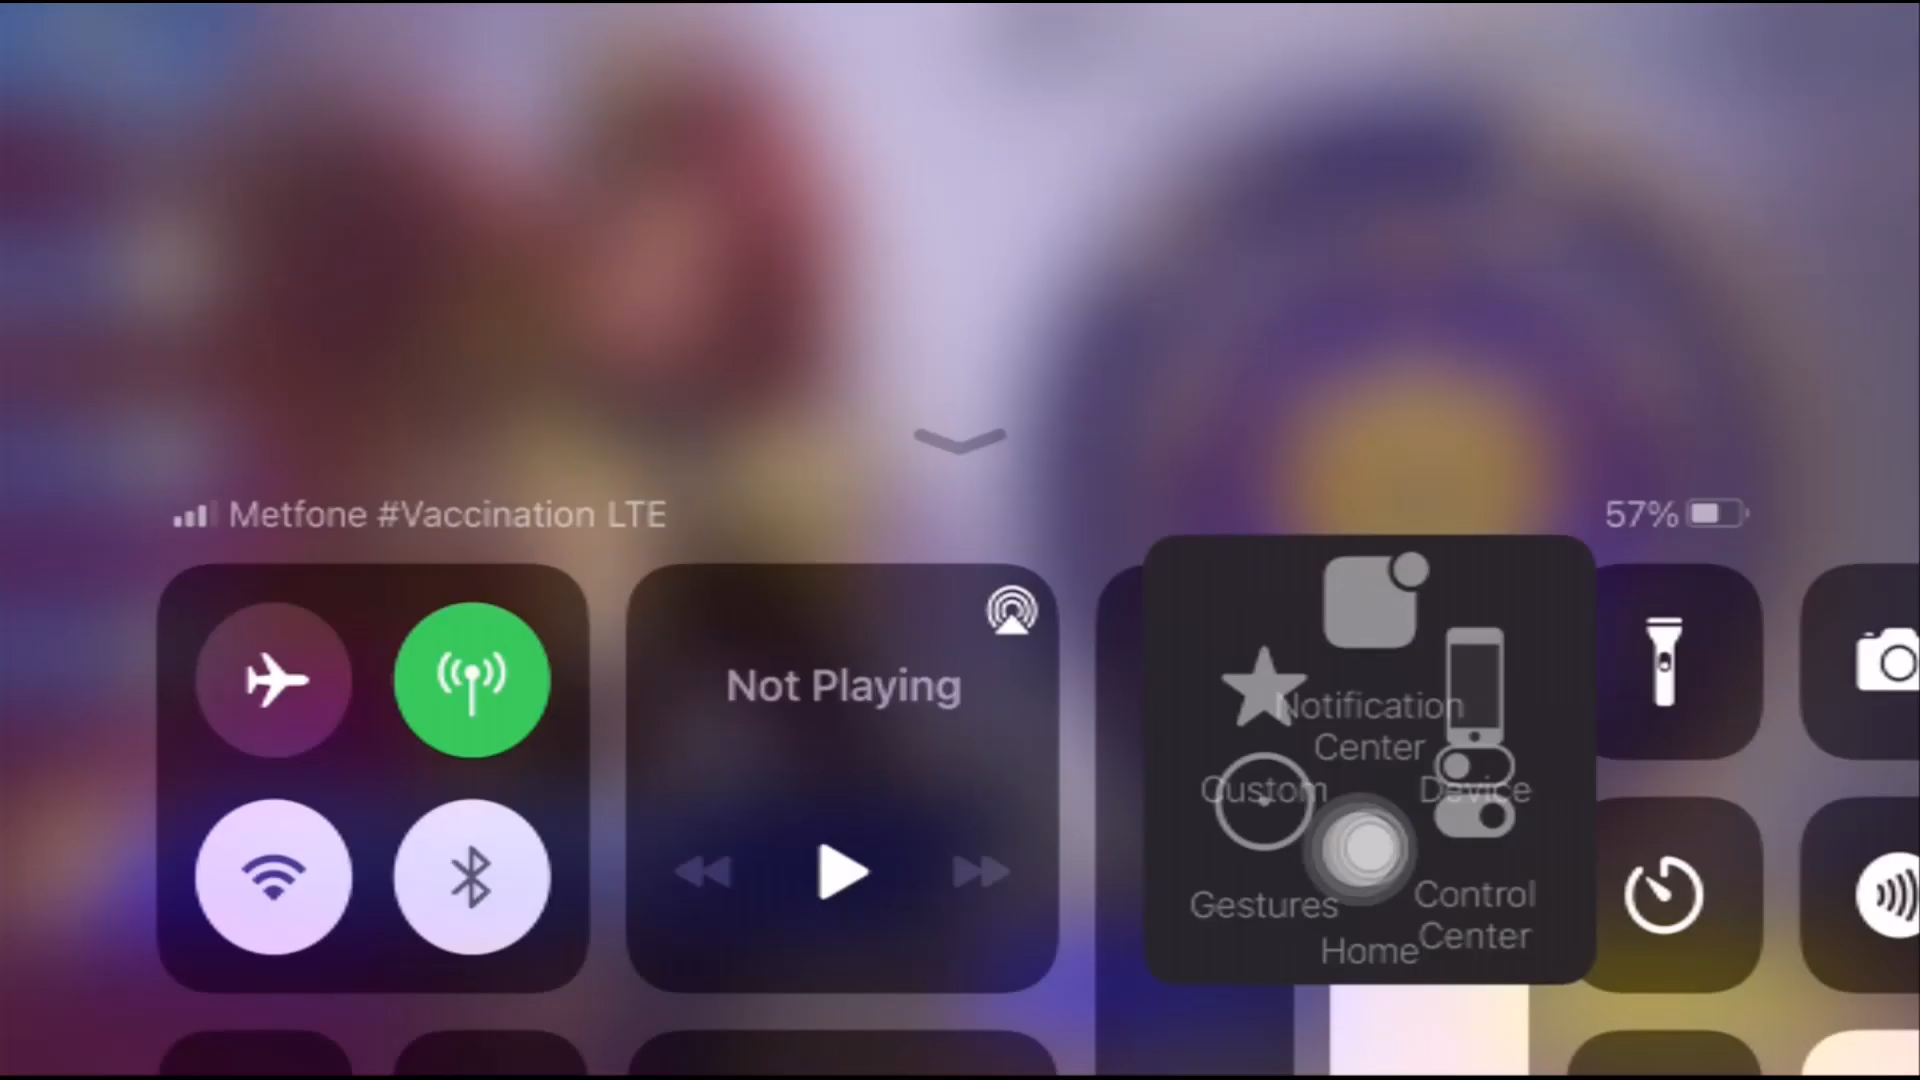 Metfone #Vaccination LTE
57%
Not Playing
Notification
Center
Custom
Device
Gestures
Control
Center
Home